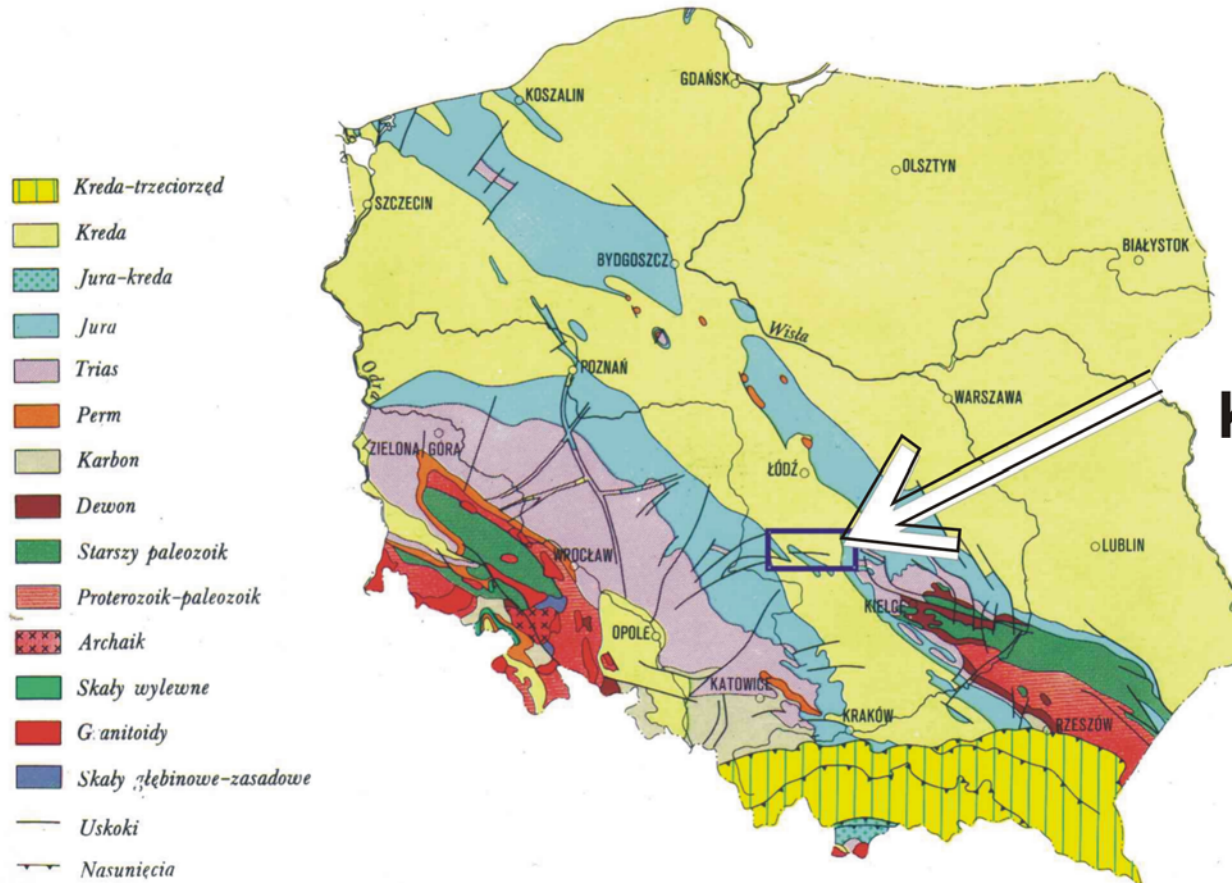 Kreda-trzeciorzęd
Kreda
Jura-kreda
Jura
Trias
Perm
Karbon
Dewon
Starszy paleozoik
Proterozoik-paleozoik
Archaik
Skały wylewne
G anitoidy
Skały głębinowe-zasadowe
Uskoki
Nasunięcia
GDAŃSK
KOSZALIN
OLSZTYN
SZCZECIN
BIAŁYSTOK
BYDGOSZCZ
Wisła
POZNAŃ
Odra
WARSZAWA
ZIELONA GÓRA
ŁÓDŹ
WROCŁAW
LUBLIN
KIELCE
OPOLE
KATOWICE
KRAKÓW
RZESZÓW